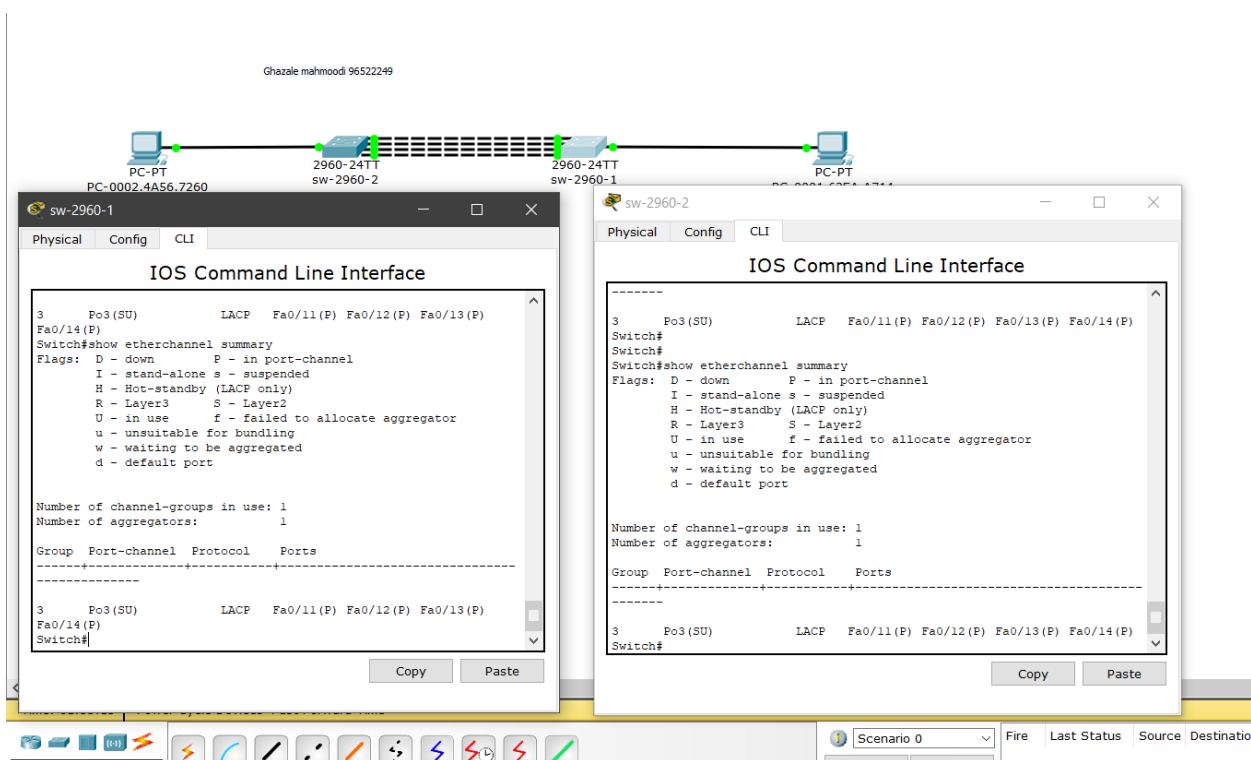 Ghazale mahmoodi 96522249
PC-PT
PC-0002.4A56.7260
2960-24TT
sw-2960-2
2960-24TT
sw-2960-1
PC-PT
sw-2960-1
Physical Config CLI
IOS Command Line Interface
3 Po3(SU) LACP Fa0/11(P) Fa0/12(P) Fa0/13(P)
Fa0/14(P)
Switch#show etherchannel summary
Flags: D - down P - in port-channel
I - stand-alone s - suspended
H - Hot-standby (LACP only)
R - Layer3 S - Layer2
U - in use f - failed to allocate aggregator
u - unsuitable for bundling
w - waiting to be aggregated
d - default port
Number of channel-groups in use: 1
Number of aggregators: 1
Group Port-channel Protocol Ports
------+-------------+-----------+--------------------------------
--------------
3 Po3(SU) LACP Fa0/11(P) Fa0/12(P) Fa0/13(P)
Fa0/14(P)
Switch#
Copy Paste
sw-2960-2
Physical Config CLI
IOS Command Line Interface
-------
3 Po3(SU) LACP Fa0/11(P) Fa0/12(P) Fa0/13(P) Fa0/14(P)
Switch#
Switch#
Switch#show etherchannel summary
Flags: D - down P - in port-channel
I - stand-alone s - suspended
H - Hot-standby (LACP only)
R - Layer3 S - Layer2
U - in use f - failed to allocate aggregator
u - unsuitable for bundling
w - waiting to be aggregated
d - default port
Number of channel-groups in use: 1
Number of aggregators: 1
Group Port-channel Protocol Ports
------+-------------+-----------+---------------------------------------
-------
3 Po3(SU) LACP Fa0/11(P) Fa0/12(P) Fa0/13(P) Fa0/14(P)
Switch#
Copy Paste
Scenario 0
Fire Last Status Source Destinatio